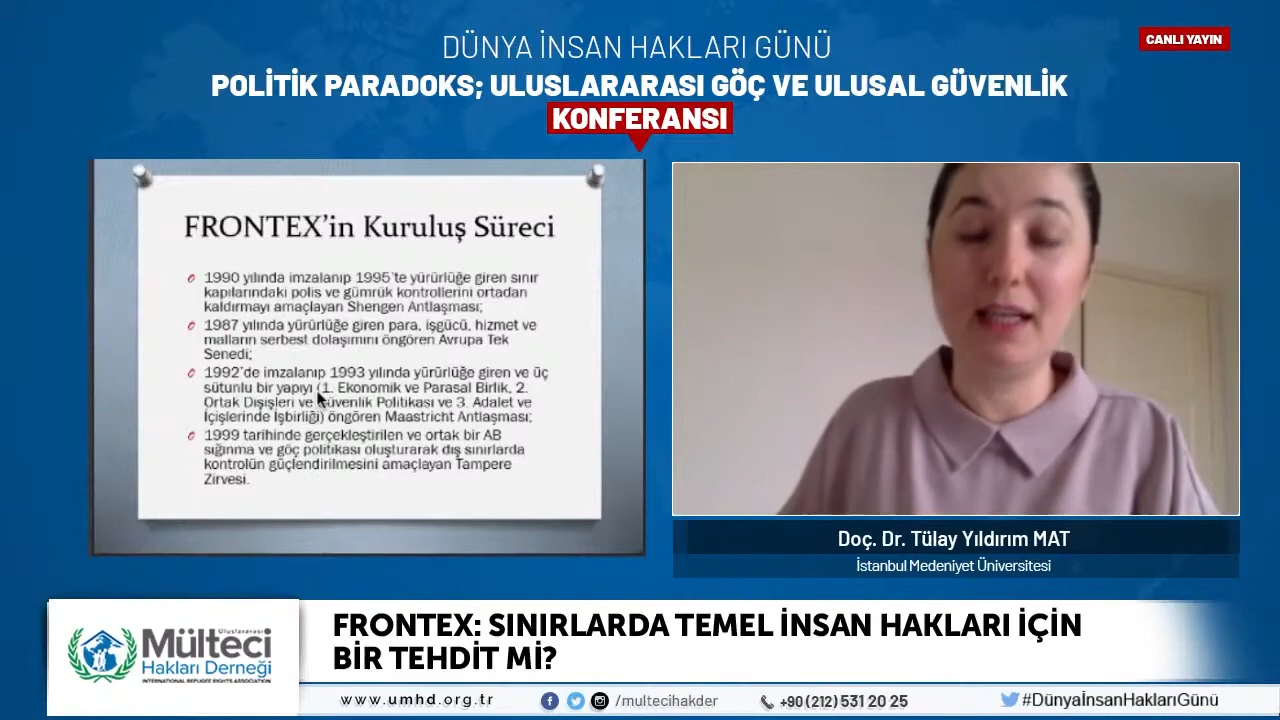 DÜNYA İNSAN HAKLARI GÜNÜ
CANLI YAYIN
POLİTİK PARADOKS; ULUSLARARASI GÖÇ VE ULUSAL GÜVENLİK
KONFERANSI
FRONTEX’in Kuruluş Süreci
1990 yılında imzalanıp 1995’te yürürlüğe giren sınır
kapılarındaki polis ve gümrük kontrollerini ortadan
kaldırmayı amaçlayan Shengen Antlaşması;
1987 yılında yürürlüğe giren para, işgücü, hizmet ve
malların serbest dolaşımını öngören Avrupa Tek
Senedi;
1992’de imzalanıp 1993 yılında yürürlüğe giren ve üç
sütunlu bir yapıyı (1. Ekonomik ve Parasal Birlik, 2.
Ortak Dışişleri ve Güvenlik Politikası ve 3. Adalet ve
İçişlerinde İşbirliği) öngören Maastricht Antlaşması;
1999 tarihinde gerçekleştirilen ve ortak bir AB
sığınma ve göç politikası oluşturarak dış sınırlarda
kontrolün güçlendirilmesini amaçlayan Tampere
Zirvesi.
Doç. Dr. Tülay Yıldırım MAT
İstanbul Medeniyet Üniversitesi
Uluslararası
Mülteci
Hakları Derneği
INTERNATIONAL REFUGEE RIGHTS ASSOCIATION
FRONTEX: SINIRLARDA TEMEL İNSAN HAKLARI İÇİN
BİR TEHDİT Mİ?
www.umhd.org.tr
/multecihakder
+90 (212) 531 20 25
#DünyaİnsanHaklarıGünü